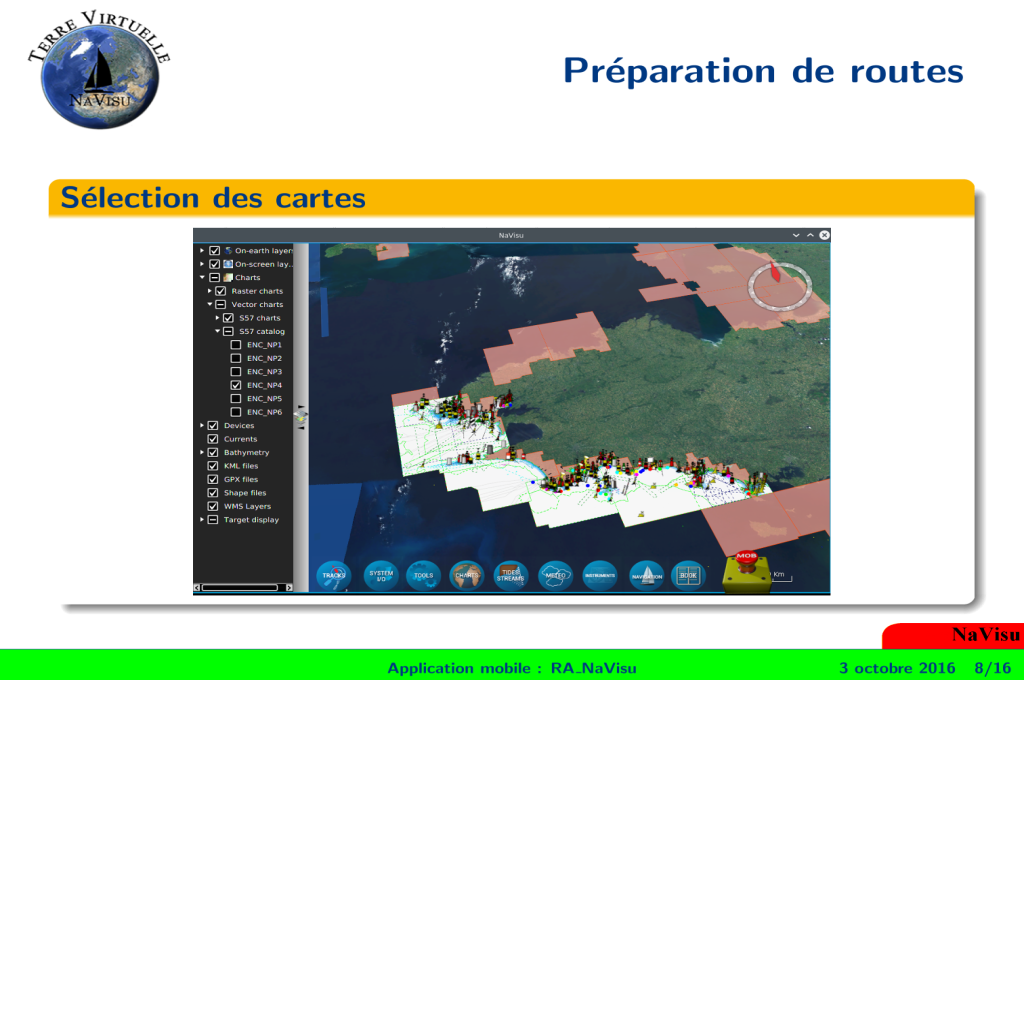 TERRE VIRTUELLE
NAVISU
Préparation de routes
Sélection des cartes
NaVisu
On-earth layers
On-screen lay...
Charts
Raster charts
Vector charts
S57 charts
S57 catalog
ENC_NP1
ENC_NP2
ENC_NP3
ENC_NP4
ENC_NP5
ENC_NP6
Devices
Currents
Bathymetry
KML files
GPX files
Shape files
WMS Layers
Target display
TRACKS
SYSTEM I/O
TOOLS
CHARTS
TIDES STREAMS
METEO
INSTRUMENTS
NAVIGATION
BOOK
MOB
Km
NaVisu
Application mobile : RA_NaVisu
3 octobre 2016 8/16